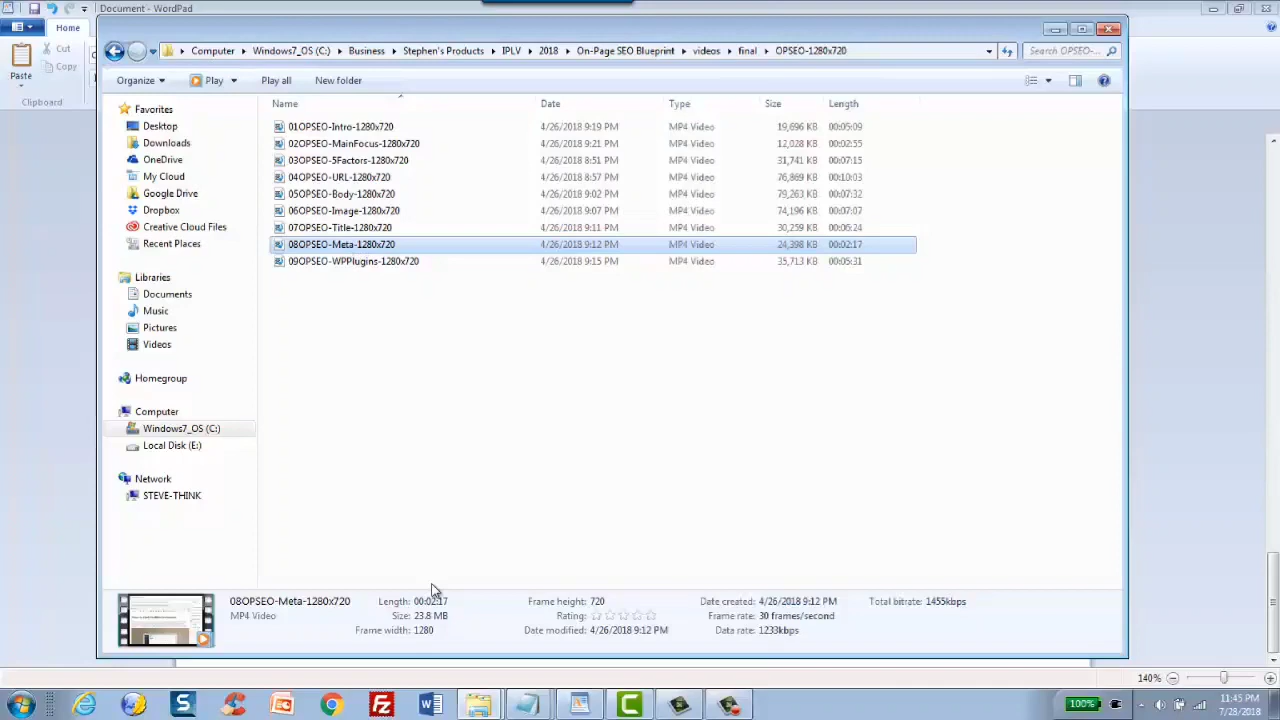 Document - WordPad
Home
Cut
Copy
Paste
Clipboard
Computer Windows7_OS (C:) Business Stephen's Products IPLV 2018 On-Page SEO Blueprint videos final OPSEO-1280x720 Search OPSEO-...
Organize Play Play all New folder
Name Date Type Size Length
01OPSEO-Intro-1280x720 4/26/2018 9:19 PM MP4 Video 19,696 KB 00:05:09
02OPSEO-MainFocus-1280x720 4/26/2018 9:21 PM MP4 Video 12,028 KB 00:02:55
03OPSEO-5Factors-1280x720 4/26/2018 8:51 PM MP4 Video 31,741 KB 00:07:15
04OPSEO-URL-1280x720 4/26/2018 8:57 PM MP4 Video 76,869 KB 00:10:03
05OPSEO-Body-1280x720 4/26/2018 9:02 PM MP4 Video 79,263 KB 00:07:32
06OPSEO-Image-1280x720 4/26/2018 9:07 PM MP4 Video 74,196 KB 00:07:07
07OPSEO-Title-1280x720 4/26/2018 9:11 PM MP4 Video 30,259 KB 00:06:24
08OPSEO-Meta-1280x720 4/26/2018 9:12 PM MP4 Video 24,398 KB 00:02:17
09OPSEO-WPPlugins-1280x720 4/26/2018 9:15 PM MP4 Video 35,713 KB 00:05:31
Favorites
Desktop
Downloads
OneDrive
My Cloud
Google Drive
Dropbox
Creative Cloud Files
Recent Places
Libraries
Documents
Music
Pictures
Videos
Homegroup
Computer
Windows7_OS (C:)
Local Disk (E:)
Network
STEVE-THINK
08OPSEO-Meta-1280x720 Length: 00:02:17 Frame height: 720 Date created: 4/26/2018 9:12 PM Total bitrate: 1455kbps
MP4 Video Size: 23.8 MB Rating: Frame rate: 30 frames/second
Frame width: 1280 Date modified: 4/26/2018 9:12 PM Data rate: 1233kbps
140%
100%
11:45 PM
7/28/2018